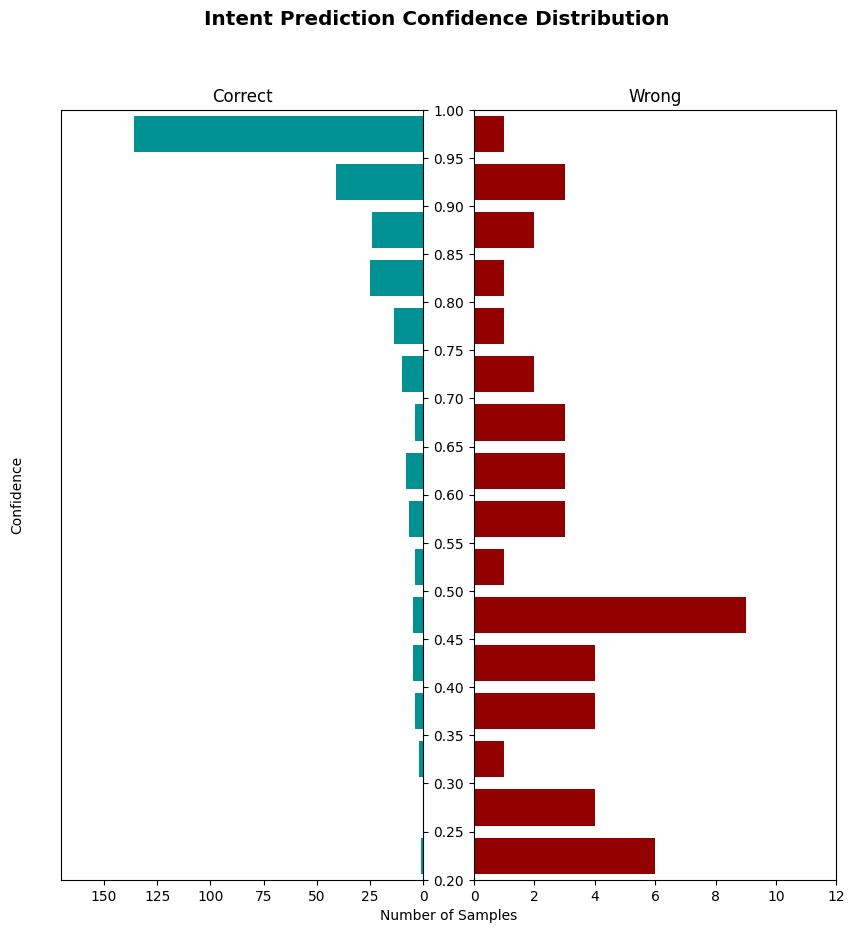 Intent Prediction Confidence Distribution
Correct
Wrong
1.00
0.95
0.90
0.85
0.80
0.75
0.70
0.65
0.60
0.55
0.50
0.45
0.40
0.35
0.30
0.25
0.20
Confidence
150 125 100 75 50 25 0
0 2 4 6 8 10 12
Number of Samples